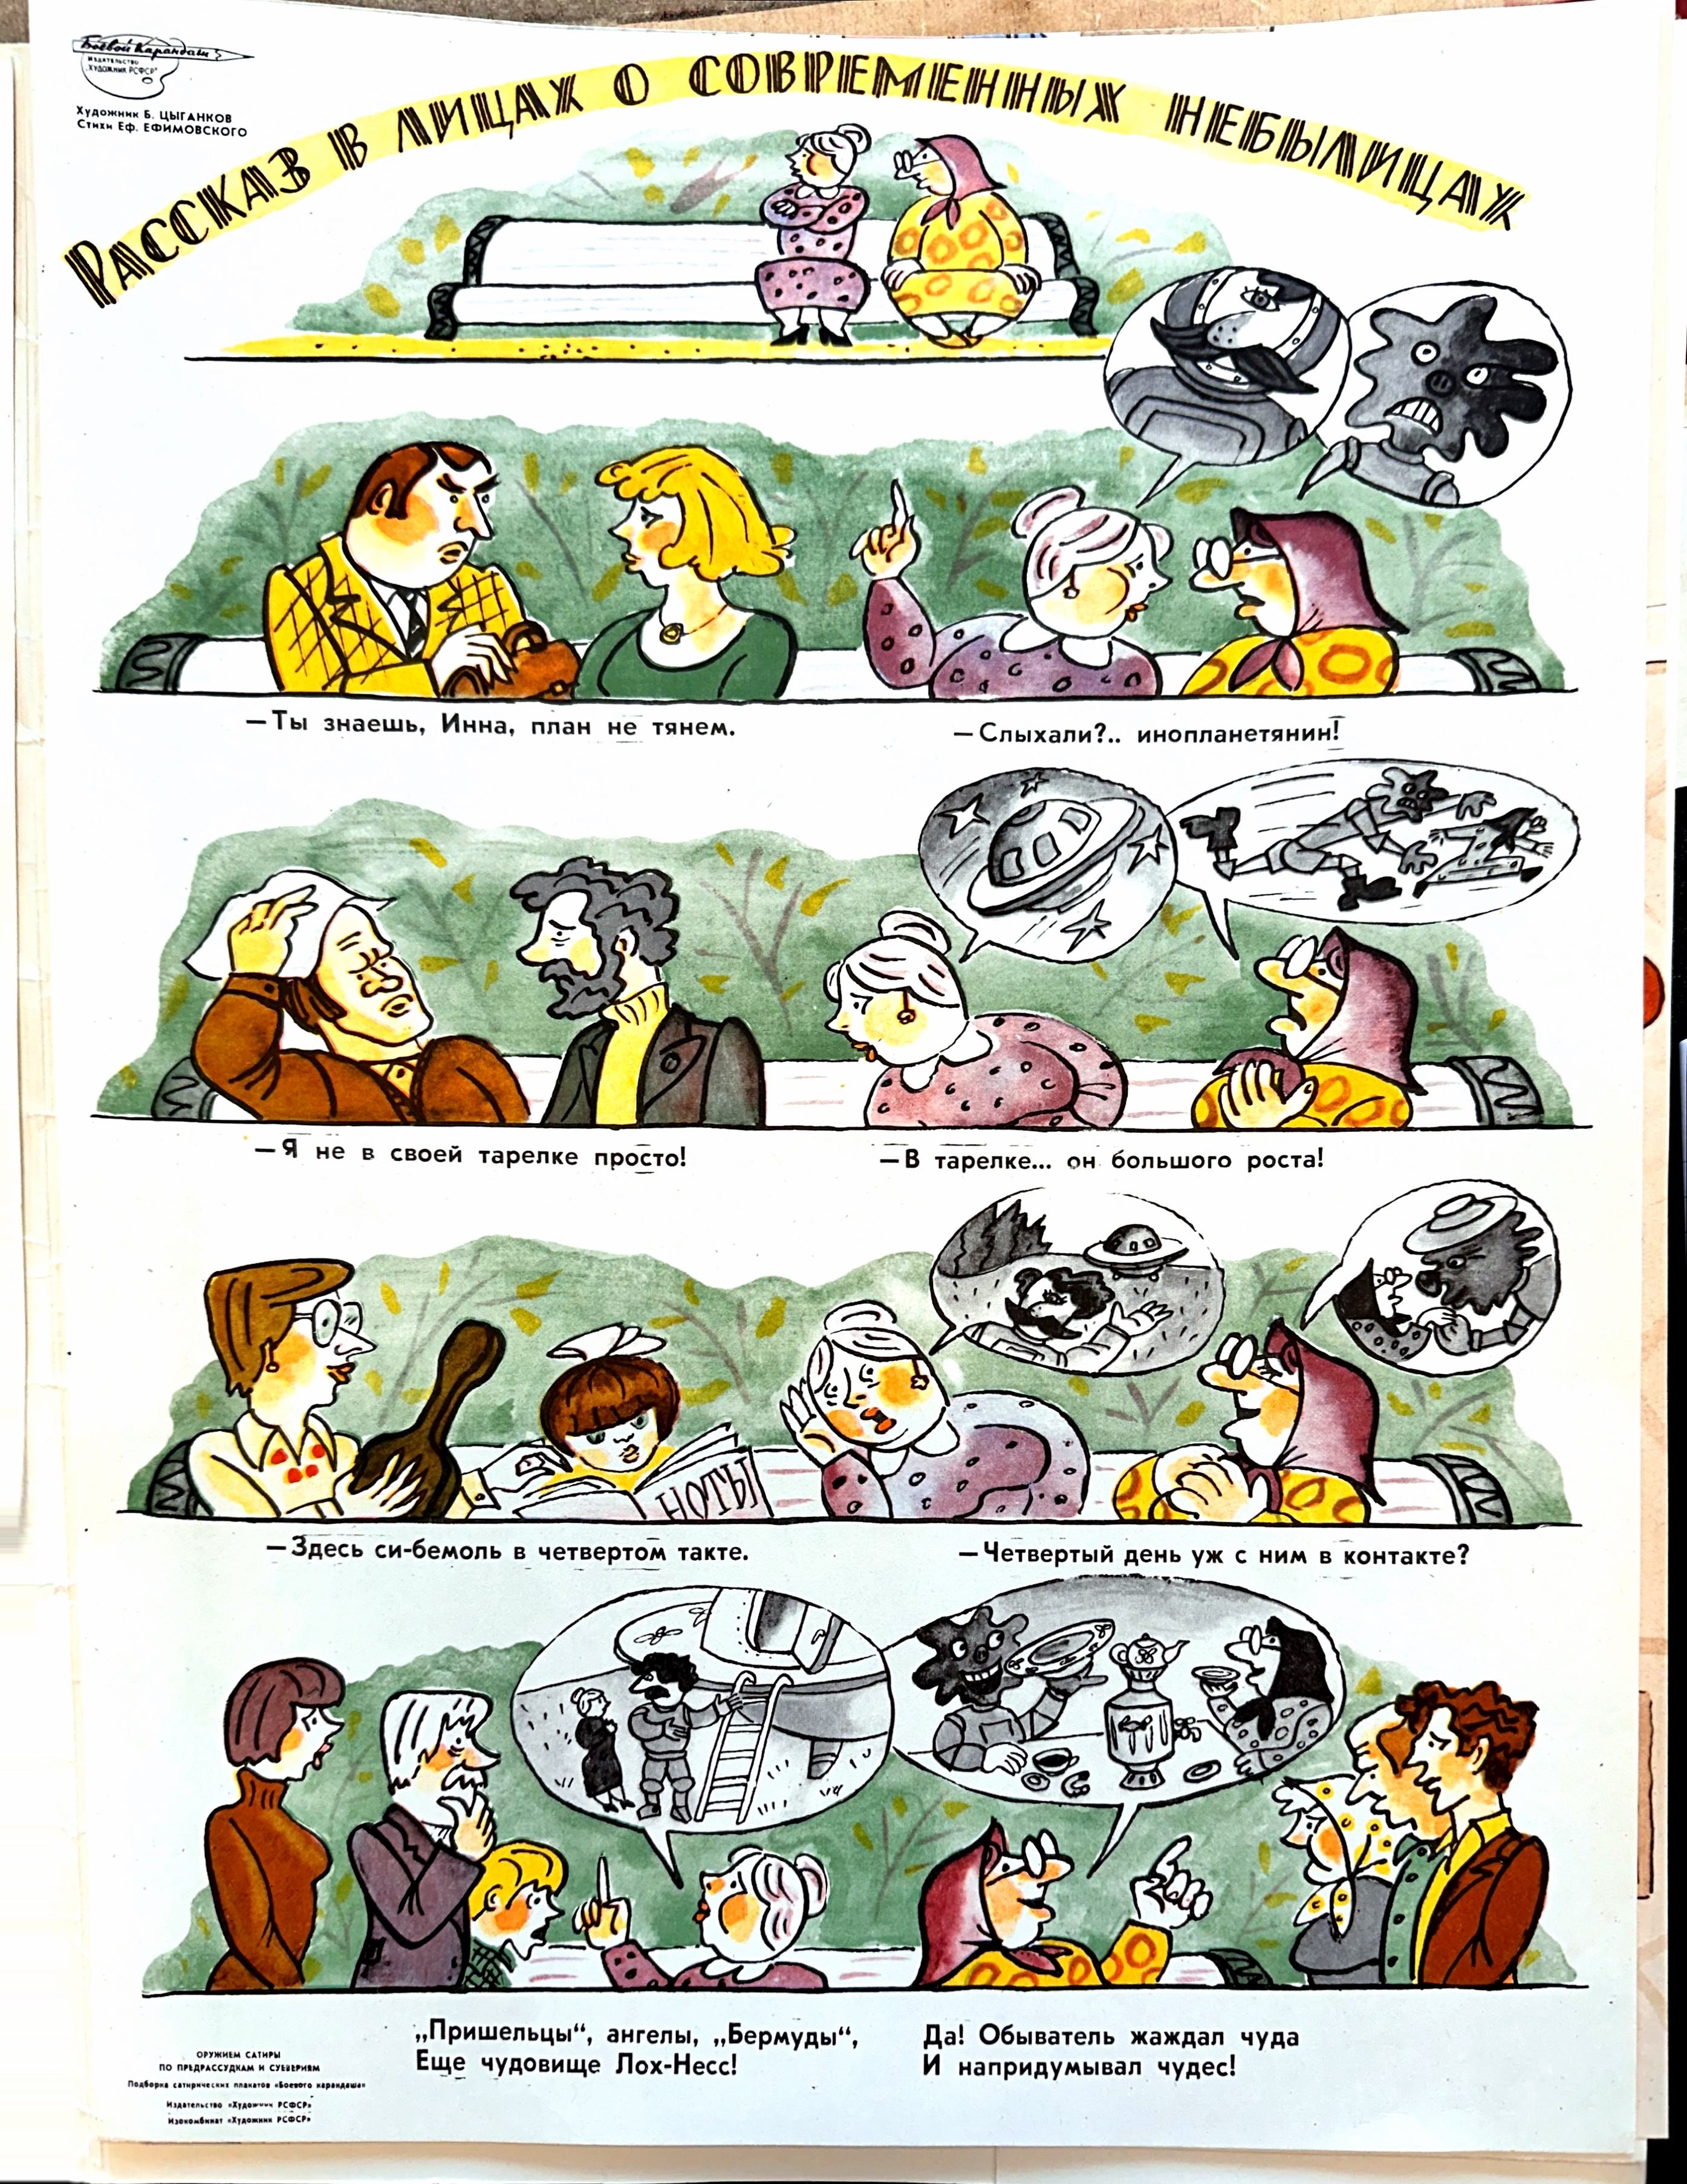 Боевой Карандаш
ИЗДАТЕЛЬСТВО
"ХУДОЖНИК РСФСР"
Художник Б. ЦЫГАНКОВ
Стихи Еф. ЕФИМОВСКОГО
РАССКАЗ В ЛИЦАХ О СОВРЕМЕННЫХ НЕБЫЛИЦАХ
—Ты знаешь, Инна, план не тянем.
—Слыхали?.. инопланетянин!
—Я не в своей тарелке просто!
—В тарелке... он большого роста!
НОТЫ
—Здесь си-бемоль в четвертом такте.
—Четвертый день уж с ним в контакте?
„Пришельцы“, ангелы, „Бермуды“,
Еще чудовище Лох-Несс!
Да! Обыватель жаждал чуда
И напридумывал чудес!
ОРУЖИЕМ САТИРЫ
ПО ПРЕДРАССУДКАМ И СУЕВЕРИЯМ
Подборка сатирических плакатов «Боевого карандаша»
Издательство «Художник РСФСР»
Изокомбинат «Художник РСФСР»